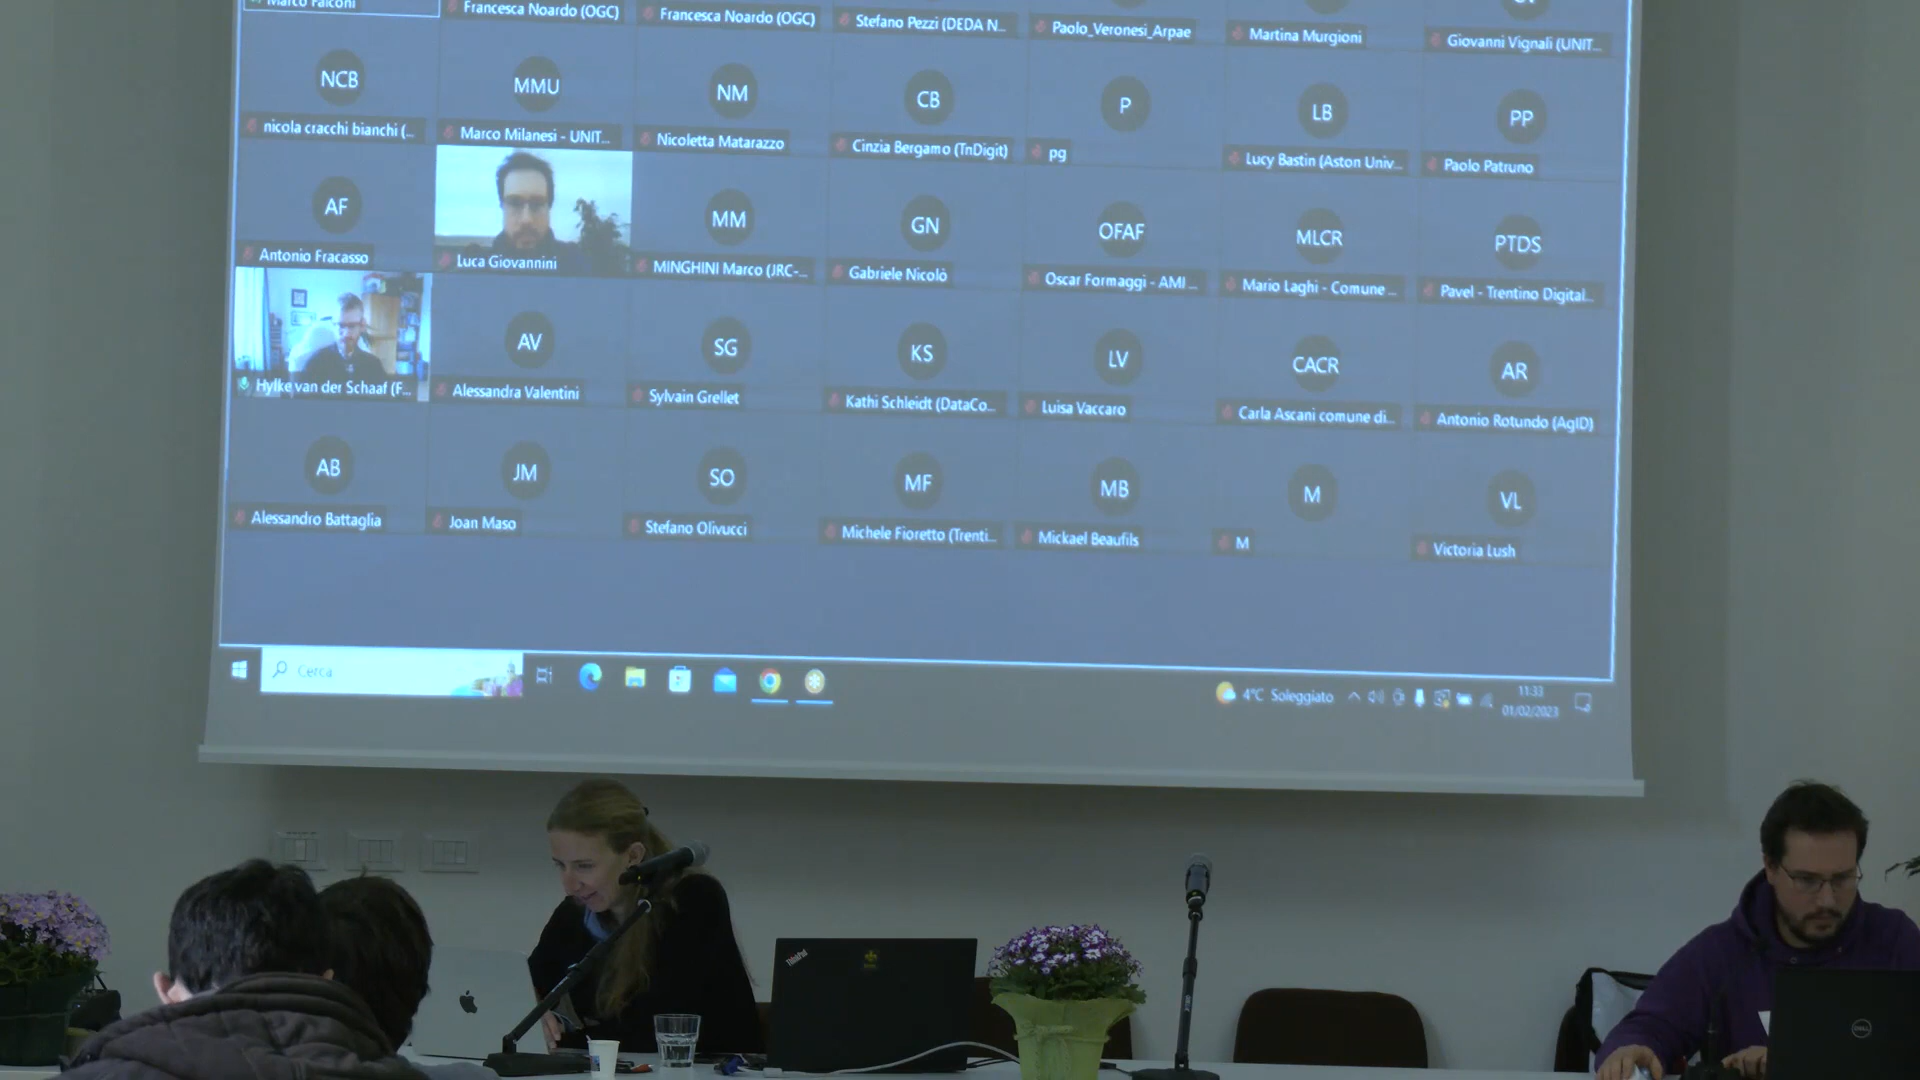 Marco Falconi
Francesca Noardo (OGC)
Francesca Noardo (OGC)
Stefano Pezzi (DEDA N...
Paolo_Veronesi_Arpae
Martina Murgioni
Giovanni Vignali (UNIT...
NCB
MMU
NM
CB
P
LB
PP
nicola cracchi bianchi (...
Marco Milanesi - UNIT...
Nicoletta Matarazzo
Cinzia Bergamo (TnDigit)
pg
Lucy Bastin (Aston Univ...
Paolo Patruno
AF
MM
GN
OFAF
MLCR
PTDS
Antonio Fracasso
Luca Giovannini
MINGHINI Marco (JRC-...
Gabriele Nicolò
Oscar Formaggi - AMI ...
Mario Laghi - Comune ...
Pavel - Trentino Digital...
AV
SG
KS
LV
CACR
AR
Hylke van der Schaaf (F...
Alessandra Valentini
Sylvain Grellet
Kathi Schleidt (DataCo...
Luisa Vaccaro
Carla Ascani comune di...
Antonio Rotundo (AgID)
AB
JM
SO
MF
MB
M
VL
Alessandro Battaglia
Joan Maso
Stefano Olivucci
Michele Fioretto (Trenti...
Mickael Beaufils
M
Victoria Lush
Cerca
4°C Soleggiato
11:33
01/02/2023
ThinkPad
DELL